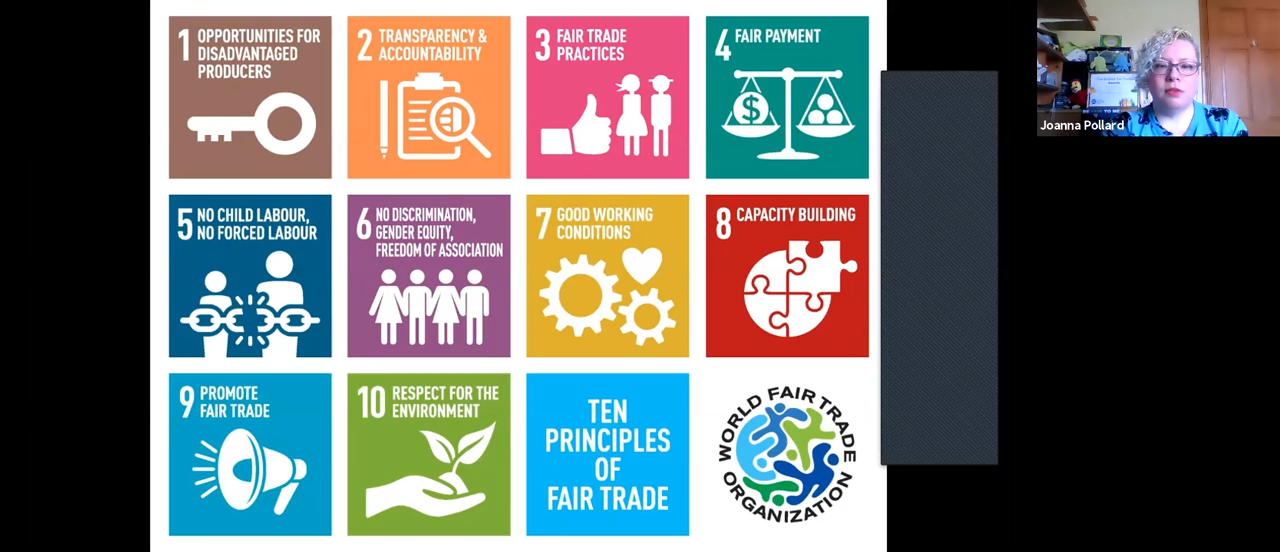 1 OPPORTUNITIES FOR
DISADVANTAGED
PRODUCERS
2 TRANSPARENCY &
ACCOUNTABILITY
3 FAIR TRADE
PRACTICES
4 FAIR PAYMENT
$
5 NO CHILD LABOUR,
NO FORCED LABOUR
6 NO DISCRIMINATION,
GENDER EQUITY,
FREEDOM OF ASSOCIATION
7 GOOD WORKING
CONDITIONS
8 CAPACITY BUILDING
9 PROMOTE
FAIR TRADE
10 RESPECT FOR THE
ENVIRONMENT
TEN
PRINCIPLES
OF
FAIR TRADE
WORLD FAIR TRADE
ORGANIZATION
Joanna Pollard